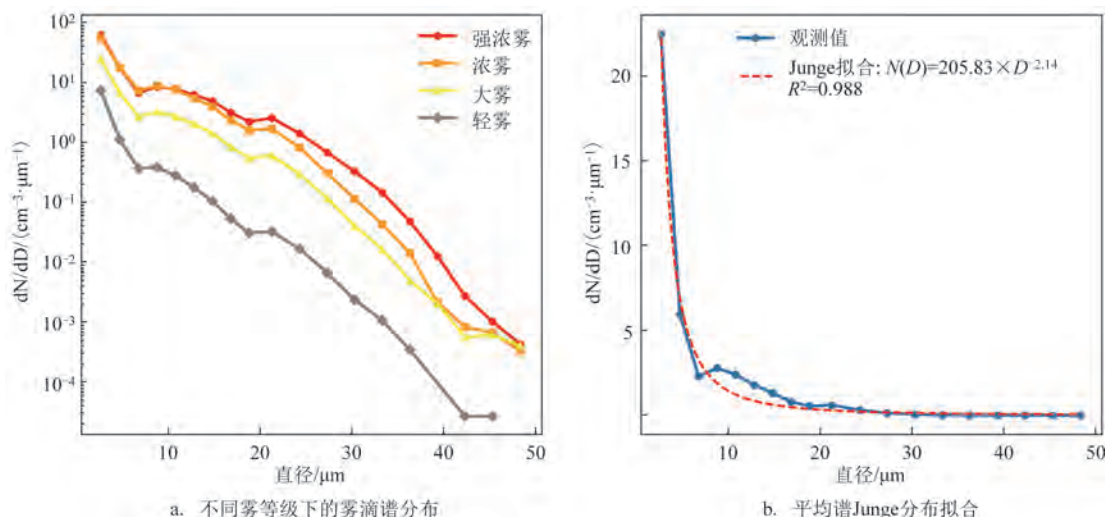 10²
10¹
10⁰
10⁻¹
10⁻²
10⁻³
10⁻⁴
dN/dD/(cm⁻³·μm⁻¹)
强浓雾
浓雾
大雾
轻雾
10
20
30
40
50
直径/μm
a. 不同雾等级下的雾滴谱分布
20
15
10
5
dN/dD/(cm⁻³·μm⁻¹)
观测值
Junge拟合: N(D)=205.83×D⁻²·¹⁴
R²=0.988
10
20
30
40
50
直径/μm
b. 平均谱Junge分布拟合